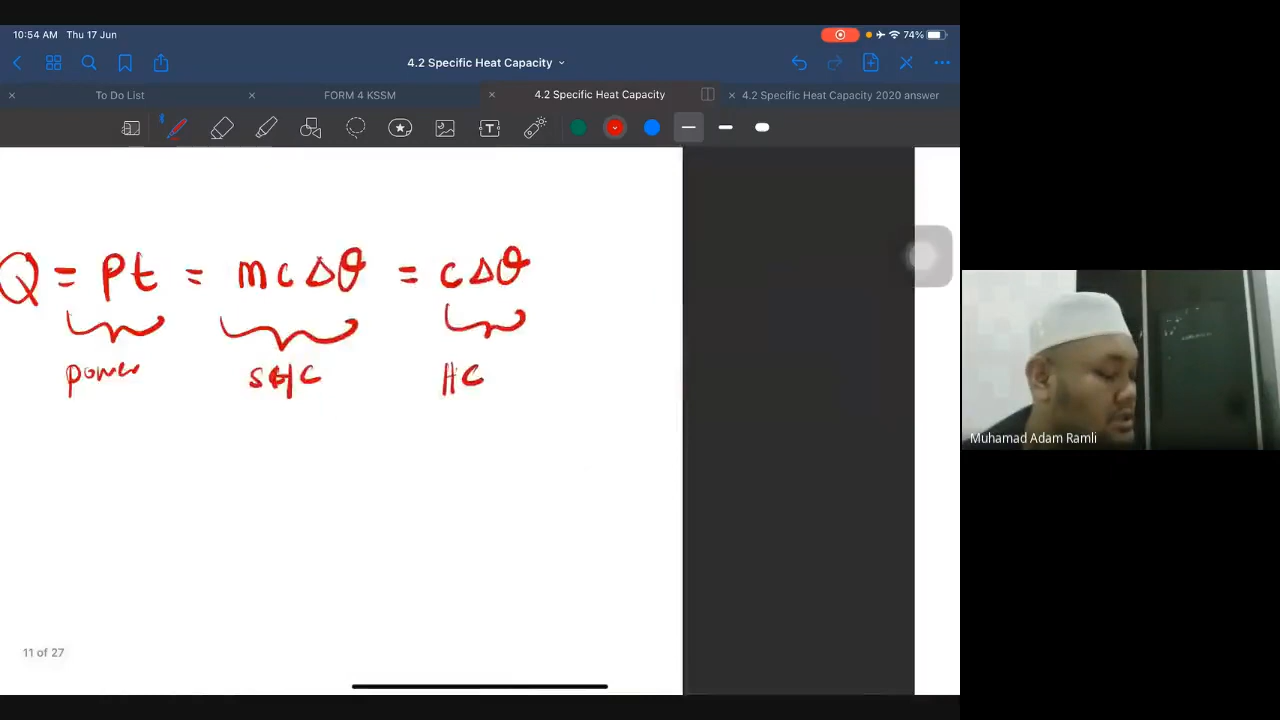 10:54 AM Thu 17 Jun
74%
4.2 Specific Heat Capacity
To Do List
FORM 4 KSSM
4.2 Specific Heat Capacity
4.2 Specific Heat Capacity 2020 answer
Q = Pt = mcΔθ = cΔθ
power SHC HC
Muhamad Adam Ramli
11 of 27